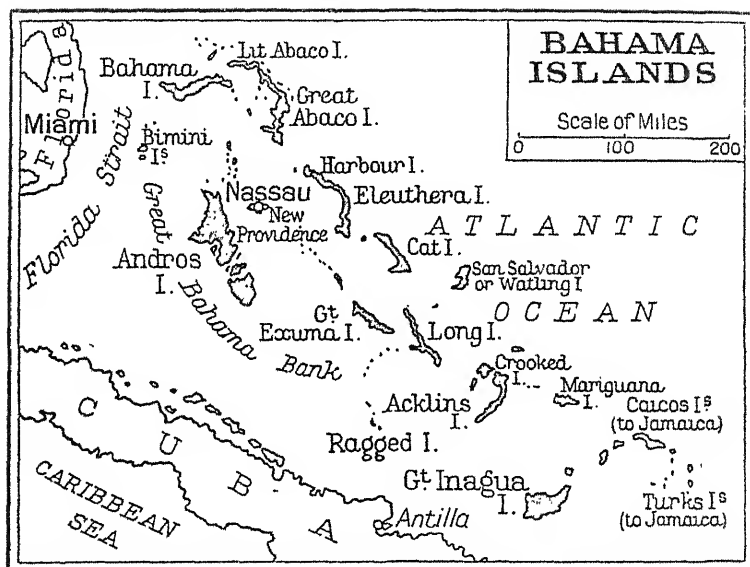 BAHAMA
ISLANDS
Scale of Miles
0 100 200
Lit Abaco I.
Bahama
I.
Great
Abaco I.
Florida
Miami
Bimini
Is
Florida Strait
Harbour I.
Nassau
Eleuthera I.
New
Providence
Great Bahama Bank
ATLANTIC
OCEAN
Cat I.
Andros
I.
San Salvador
or Watling I
Gt
Exuma I.
Long I.
Crooked
I.
Acklins
I.
Mariguana
I.
Caicos Is
(to Jamaica)
Ragged I.
CUBA
Gt. Inagua
I.
Turks Is
(to Jamaica)
CARIBBEAN
SEA
Antilla